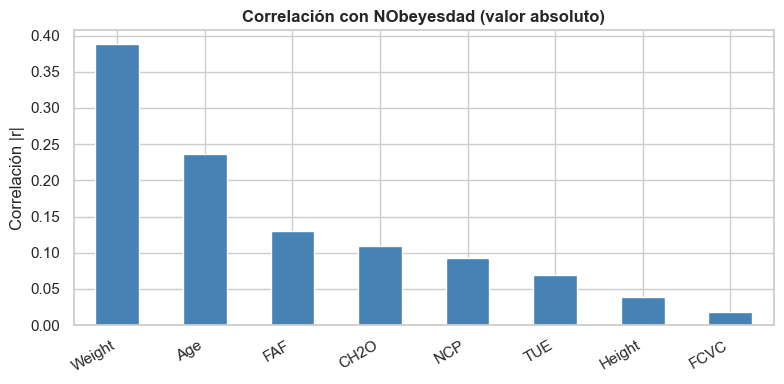 Correlación con NObeyesdad (valor absoluto)
Correlación |r|
0.40
0.35
0.30
0.25
0.20
0.15
0.10
0.05
0.00
Weight
Age
FAF
CH2O
NCP
TUE
Height
FCVC